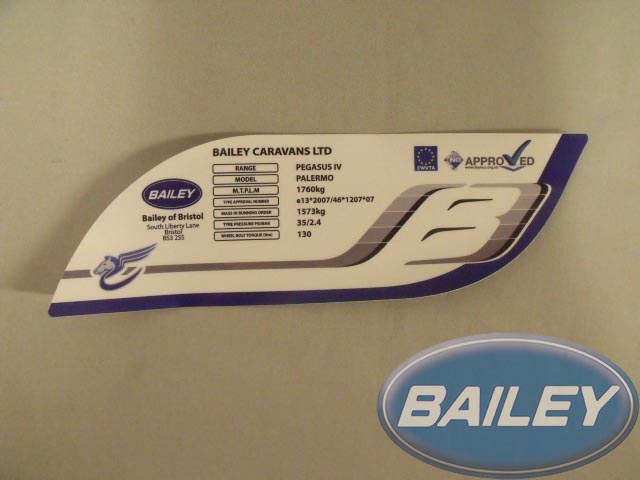 BAILEY CARAVANS LTD
RANGE PEGASUS IV
MODEL PALERMO
M.T.P.L.M 1760kg
TYPE APPROVAL NUMBER e13*2007/46*1207*07
MASS IN RUNNING ORDER 1573kg
TYRE PRESSURE PSI/BAR 35/2.4
WHEEL BOLT TORQUE (Nm) 130
BAILEY
Bailey of Bristol
South Liberty Lane
Bristol
BS3 2SS
EWVTA
NCC APPROVED
B
BAILEY